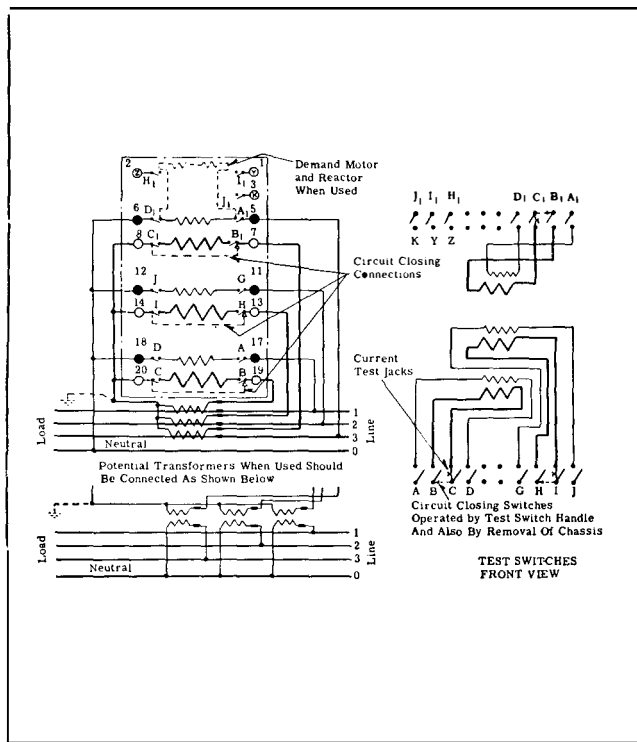 2
1
Z
H1
Y
I1
3
K
J1
Demand Motor
and Reactor
When Used
6
D1
A1
5
8
C1
B1
7
Circuit Closing
Connections
12
J
G
11
14
I
H
13
18
D
A
17
20
C
B
19
Load
1
2
3
Neutral
0
Line
Potential Transformers When Used Should
Be Connected As Shown Below
Load
1
2
3
Neutral
0
Line
J1 I1 H1 D1 C1 B1 A1
K Y Z
Current
Test Jacks
A B C D G H I J
Circuit Closing Switches
Operated by Test Switch Handle
And Also By Removal Of Chassis
TEST SWITCHES
FRONT VIEW